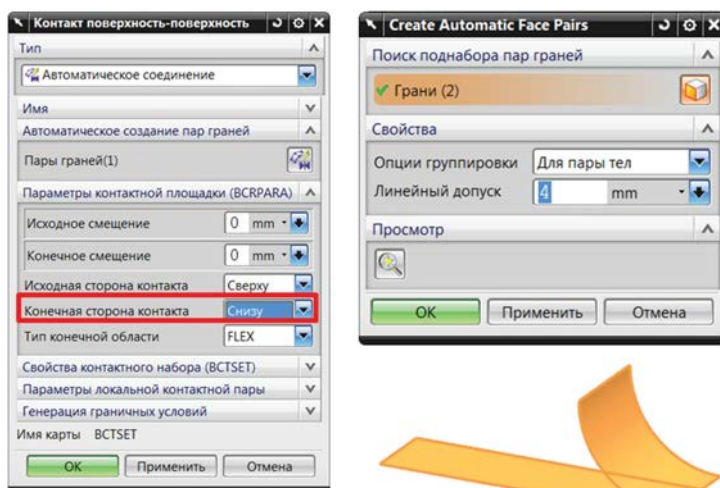 Контакт поверхность-поверхность
Тип
Автоматическое соединение
Имя
Автоматическое создание пар граней
Пары граней(1)
Параметры контактной площадки (BCRPARA)
Исходное смещение 0 mm
Конечное смещение 0 mm
Исходная сторона контакта Сверху
Конечная сторона контакта Снизу
Тип конечной области FLEX
Свойства контактного набора (BCTSET)
Параметры локальной контактной пары
Генерация граничных условий
Имя карты BCTSET
ОК Применить Отмена
Create Automatic Face Pairs
Поиск поднабора пар граней
Грани (2)
Свойства
Опции группировки Для пары тел
Линейный допуск 4 mm
Просмотр
ОК Применить Отмена